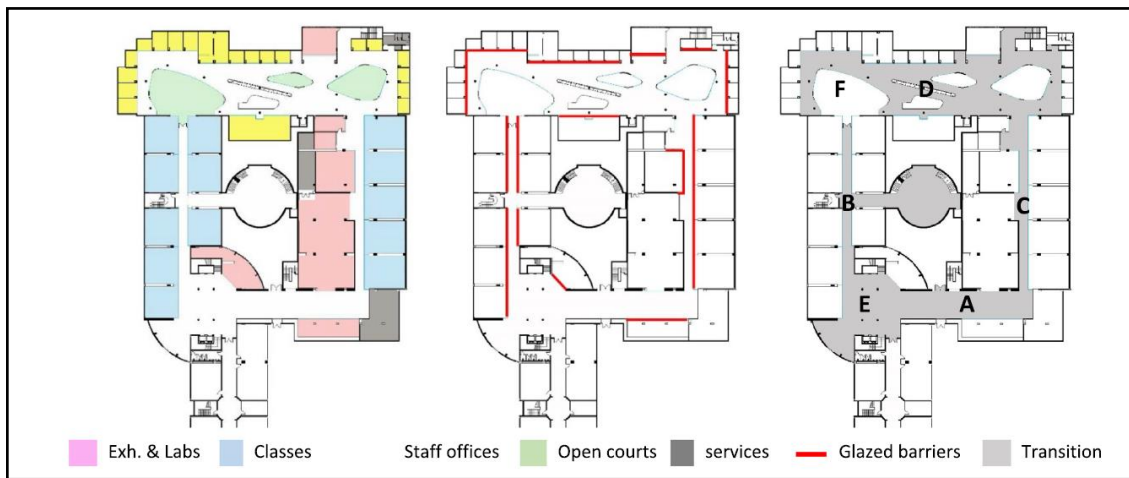 F
D
B
C
E
A
Exh. & Labs
Classes
Staff offices
Open courts
services
Glazed barriers
Transition